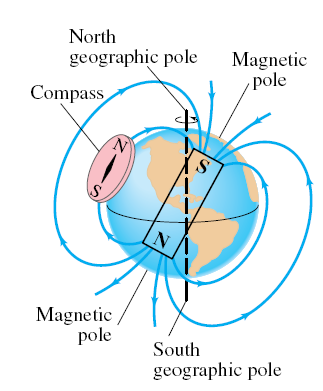 North
geographic pole
Magnetic
pole
Compass
N
S
S
N
Magnetic
pole
South
geographic pole